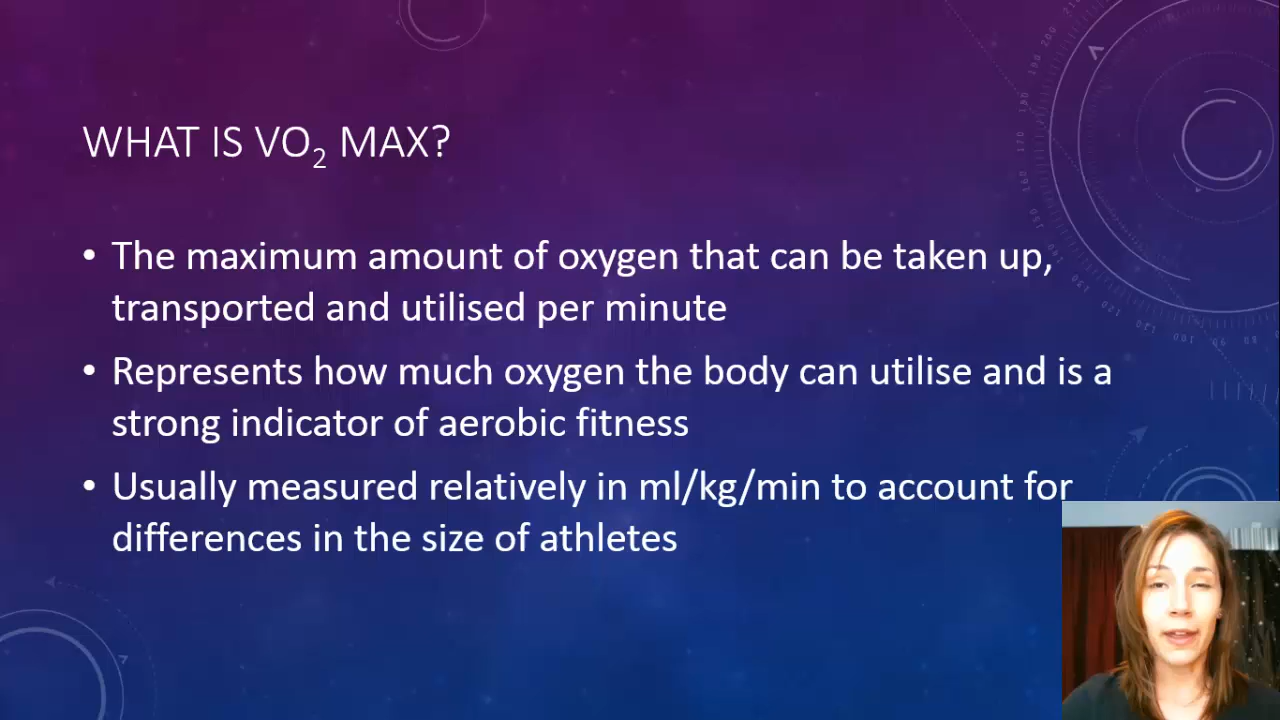 WHAT IS VO₂ MAX?
• The maximum amount of oxygen that can be taken up,
transported and utilised per minute
• Represents how much oxygen the body can utilise and is a
strong indicator of aerobic fitness
• Usually measured relatively in ml/kg/min to account for
differences in the size of athletes